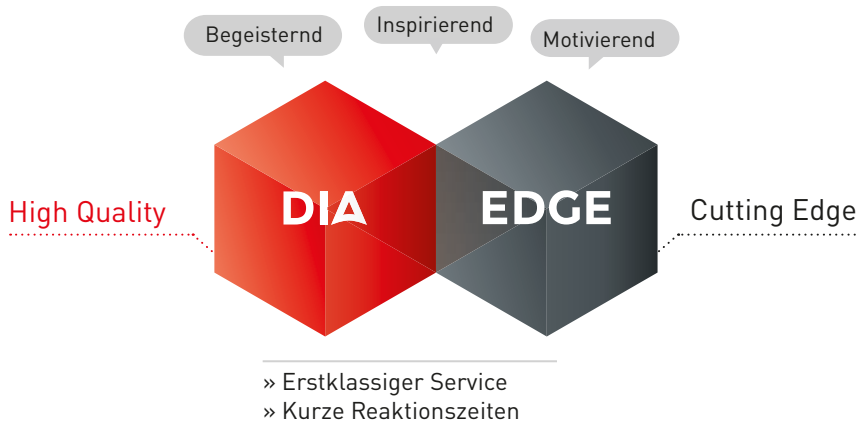 Begeisternd
Inspirierend
Motivierend
High Quality
DIA
EDGE
Cutting Edge
» Erstklassiger Service
» Kurze Reaktionszeiten